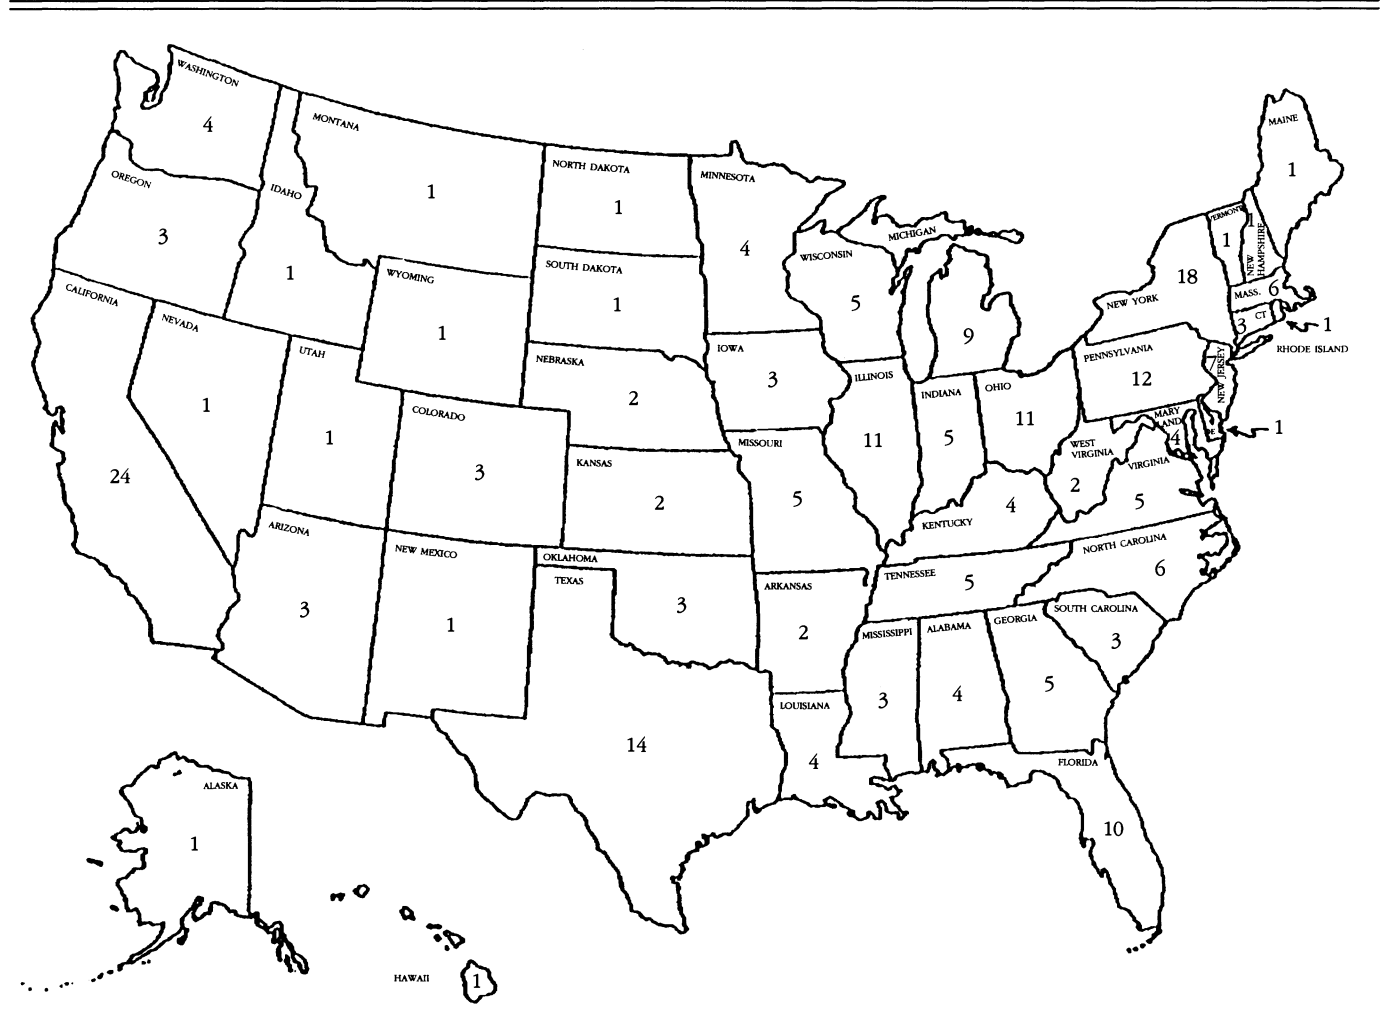 WASHINGTON
4
MONTANA
1
OREGON
3
IDAHO
1
NORTH DAKOTA
1
MINNESOTA
4
MAINE
1
VERMONT
1
NEW
HAMPSHIRE
1
MICHIGAN
9
WISCONSIN
5
NEW YORK
18
MASS.
6
CT
3
1
RHODE ISLAND
SOUTH DAKOTA
1
WYOMING
1
CALIFORNIA
24
NEVADA
1
UTAH
1
IOWA
3
NEBRASKA
2
ILLINOIS
11
INDIANA
5
OHIO
11
PENNSYLVANIA
12
NEW JERSEY
7
MARY
LAND
4
DE
1
COLORADO
3
KANSAS
2
MISSOURI
5
WEST
VIRGINIA
2
VIRGINIA
5
KENTUCKY
4
ARIZONA
3
NEW MEXICO
1
OKLAHOMA
3
TEXAS
14
ARKANSAS
2
TENNESSEE
5
NORTH CAROLINA
6
SOUTH CAROLINA
3
MISSISSIPPI
3
ALABAMA
4
GEORGIA
5
LOUISIANA
4
FLORIDA
10
ALASKA
1
HAWAII
1